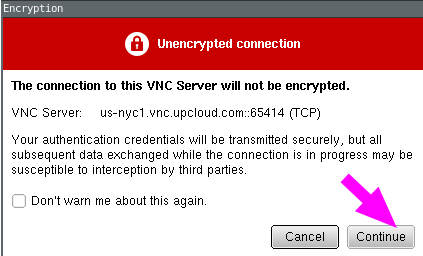 Encryption
Unencrypted connection
The connection to this VNC Server will not be encrypted.
VNC Server: us-nyc1.vnc.upcloud.com::65414 (TCP)
Your authentication credentials will be transmitted securely, but all
subsequent data exchanged while the connection is in progress may be
susceptible to interception by third parties.
Don't warn me about this again.
Cancel Continue